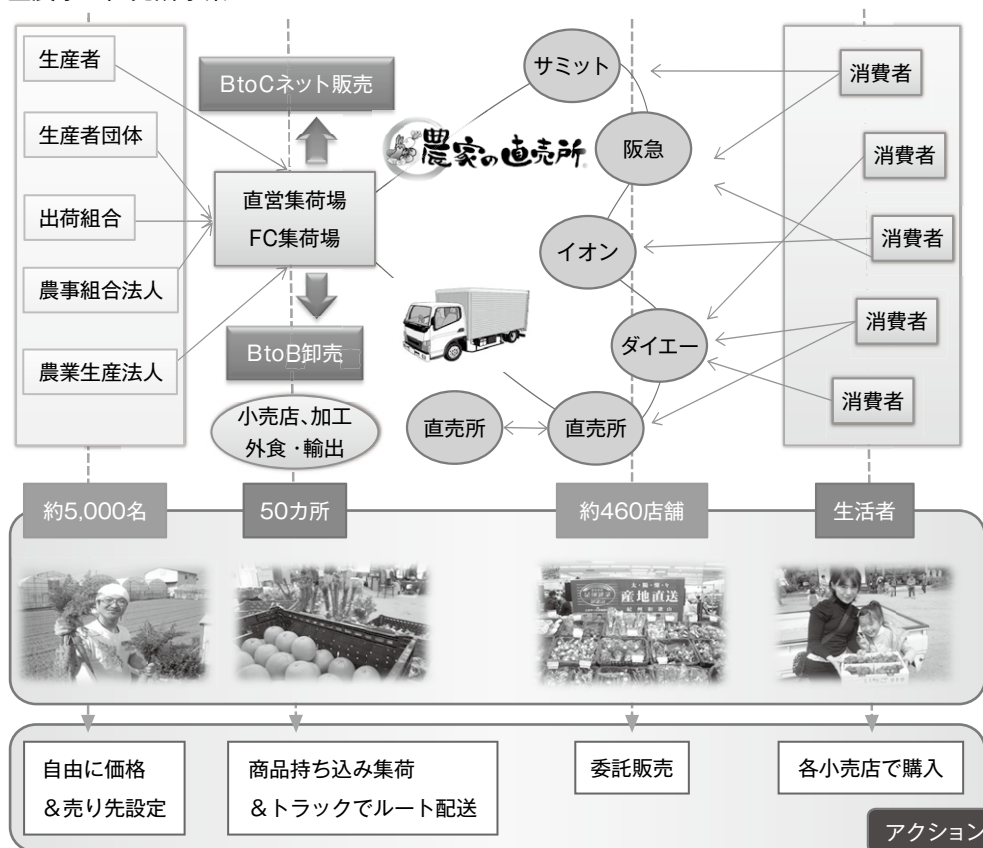 生産者
生産者団体
出荷組合
農事組合法人
農業生産法人
BtoCネット販売
直営集荷場
FC集荷場
BtoB卸売
小売店、加工
外食・輸出
農家の直売所
サミット
阪急
イオン
ダイエー
直売所
直売所
消費者
消費者
消費者
消費者
消費者
約5,000名
50カ所
約460店舗
生活者
産地直送
自由に価格
＆売り先設定
商品持ち込み集荷
＆トラックでルート配送
委託販売
各小売店で購入
アクション